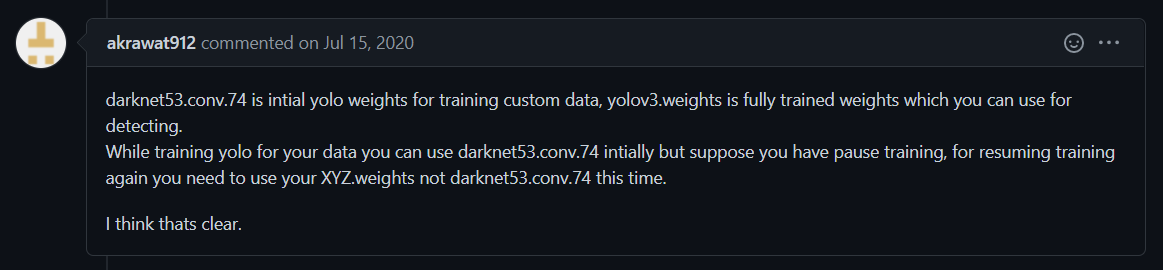 akrawat912 commented on Jul 15, 2020
darknet53.conv.74 is intial yolo weights for training custom data, yolov3.weights is fully trained weights which you can use for
detecting.
While training yolo for your data you can use darknet53.conv.74 intially but suppose you have pause training, for resuming training
again you need to use your XYZ.weights not darknet53.conv.74 this time.
I think thats clear.